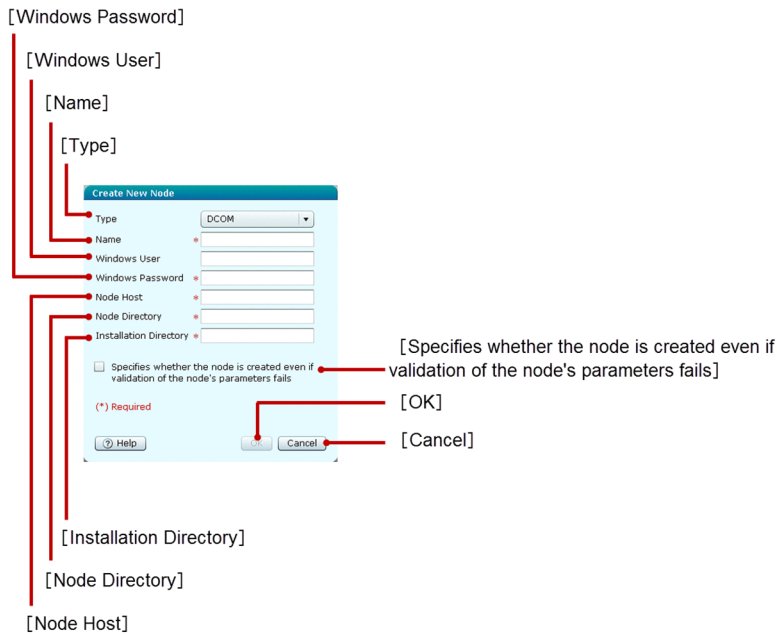 [Windows Password]
[Windows User]
[Name]
[Type]
Create New Node
Type DCOM
Name *
Windows User
Windows Password *
Node Host *
Node Directory *
Installation Directory *
Specifies whether the node is created even if
validation of the node's parameters fails
(*) Required
? Help OK Cancel
[Specifies whether the node is created even if
validation of the node's parameters fails]
[OK]
[Cancel]
[Installation Directory]
[Node Directory]
[Node Host]